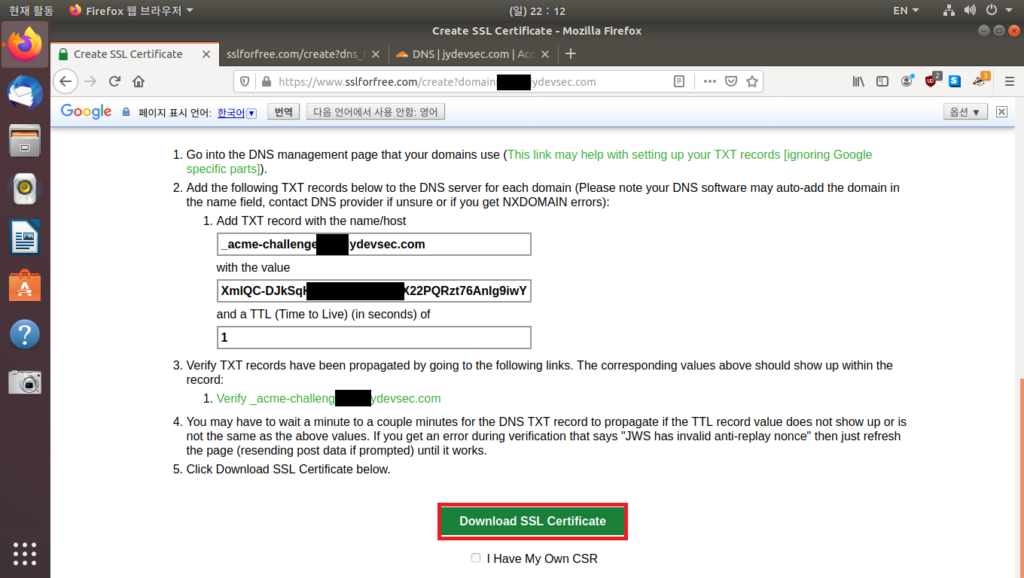 현재 활동 Firefox 웹 브라우저 (일) 22 : 12 EN
Create SSL Certificate - Mozilla Firefox
Create SSL Certificate sslforfree.com/create?dns_ DNS | jydevsec.com | Acc
https://www.sslforfree.com/create?domain ydevsec.com 2 S 3
Google 페이지 표시 언어: 한국어 번역 다음 언어에서 사용 안함: 영어 옵션
1. Go into the DNS management page that your domains use (This link may help with setting up your TXT records [ignoring Google
specific parts]).
2. Add the following TXT records below to the DNS server for each domain (Please note your DNS software may auto-add the domain in
the name field, contact DNS provider if unsure or if you get NXDOMAIN errors):
1. Add TXT record with the name/host
_acme-challenge ydevsec.com
with the value
XmlQC-DJkSq X22PQRzt76AnIg9iwY
and a TTL (Time to Live) (in seconds) of
1
3. Verify TXT records have been propagated by going to the following links. The corresponding values above should show up within the
record:
1. Verify _acme-challeng ydevsec.com
4. You may have to wait a minute to a couple minutes for the DNS TXT record to propagate if the TTL record value does not show up or is
not the same as the above values. If you get an error during verification that says "JWS has invalid anti-replay nonce" then just refresh
the page (resending post data if prompted) until it works.
5. Click Download SSL Certificate below.
Download SSL Certificate
I Have My Own CSR